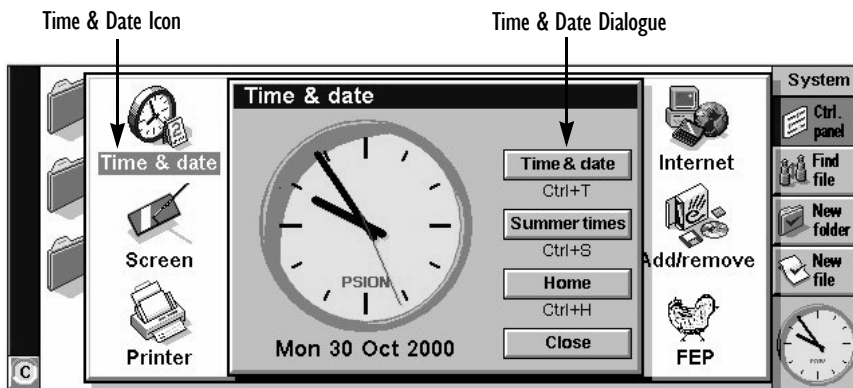 Time & Date Icon
Time & Date Dialogue
Time & date
Screen
Printer
Time & date
PSION
Mon 30 Oct 2000
Time & date
Ctrl+T
Summer times
Ctrl+S
Home
Ctrl+H
Close
Internet
Add/remove
FEP
System
Ctrl.
panel
Find
file
New
folder
New
file
PSION
C